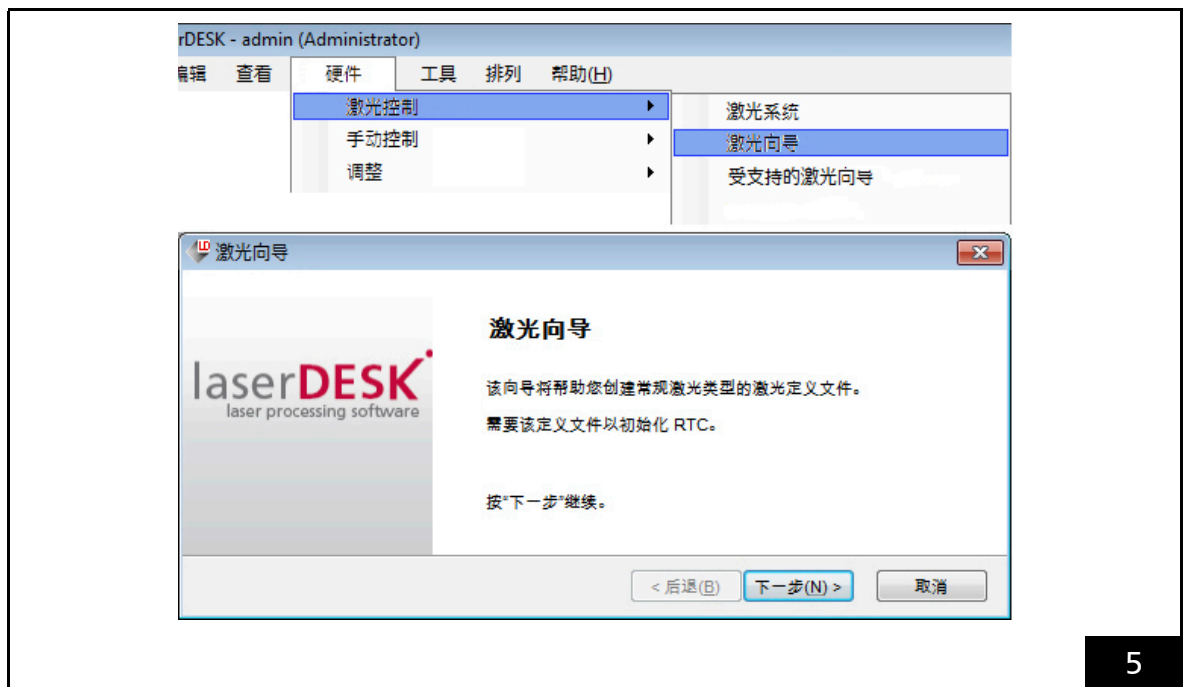 rDESK - admin (Administrator)
编辑 查看 硬件 工具 排列 帮助(H)
激光控制
手动控制
调整
激光系统
激光向导
受支持的激光向导
LD 激光向导
激光向导
laserDESK
laser processing software
该向导将帮助您创建常规激光类型的激光定义文件。
需要该定义文件以初始化 RTC。
按“下一步”继续。
< 后退(B) 下一步(N) > 取消
5